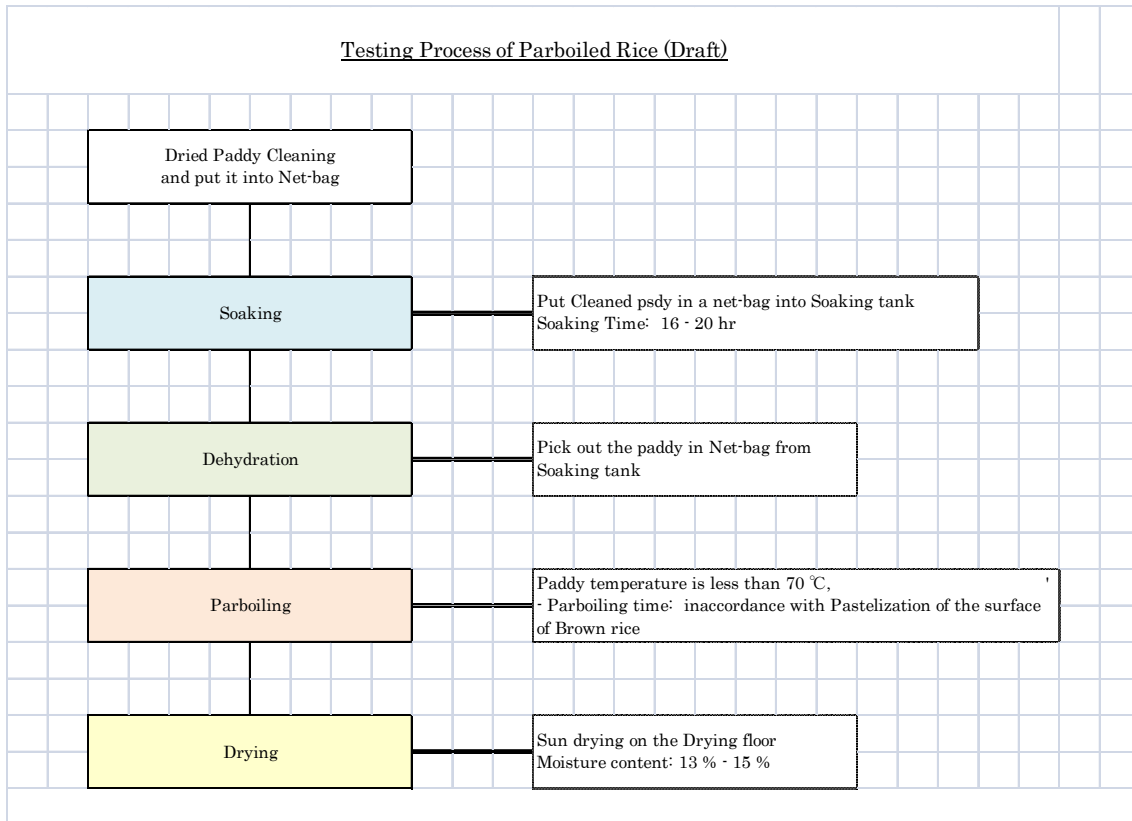 Testing Process of Parboiled Rice (Draft)
Dried Paddy Cleaning
and put it into Net-bag
Soaking
Put Cleaned psdy in a net-bag into Soaking tank
Soaking Time: 16 - 20 hr
Dehydration
Pick out the paddy in Net-bag from
Soaking tank
Parboiling
Paddy temperature is less than 70 ℃, '
- Parboiling time: inaccordance with Pastelization of the surface
of Brown rice
Drying
Sun drying on the Drying floor
Moisture content: 13 % - 15 %